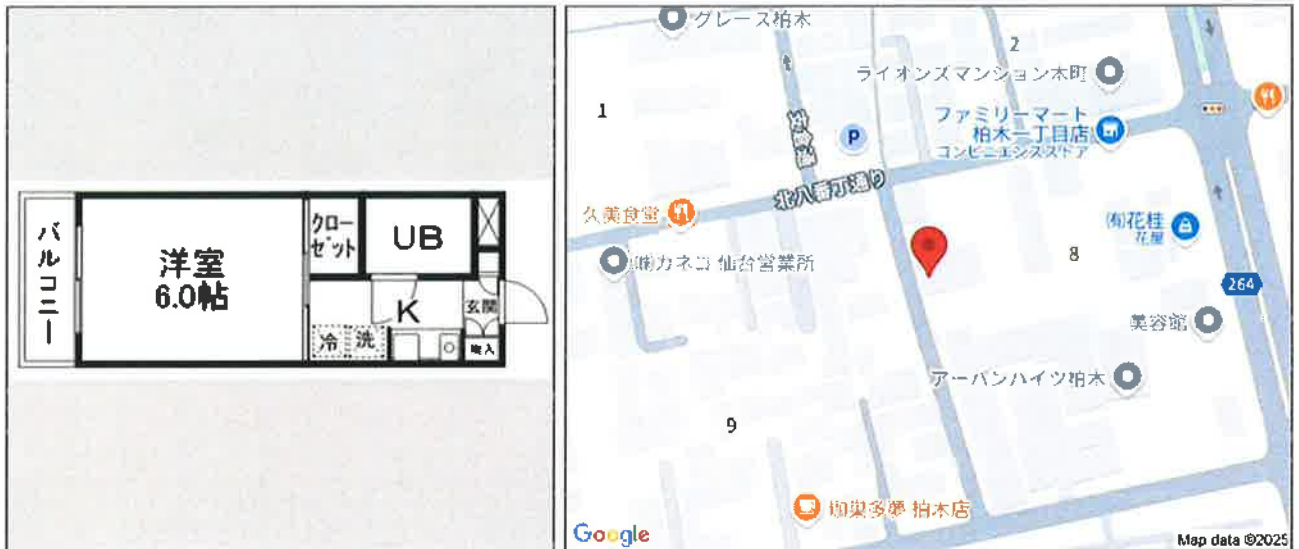 バルコニー
洋室
6.0帖
クロー
ゼット
UB
K
玄関
冷
洗
物入
グレース柏木
2
ライオンズマンション木町
1
ファミリーマート
柏木一丁目店
コンビニエンスストア
P
北八番丁通り
久美食堂
(株)カネコ 仙台営業所
(有)花桂
花屋
8
264
美容館
アーバンハイツ柏木
9
珈巣多夢 柏木店
Google
Map data ©2025